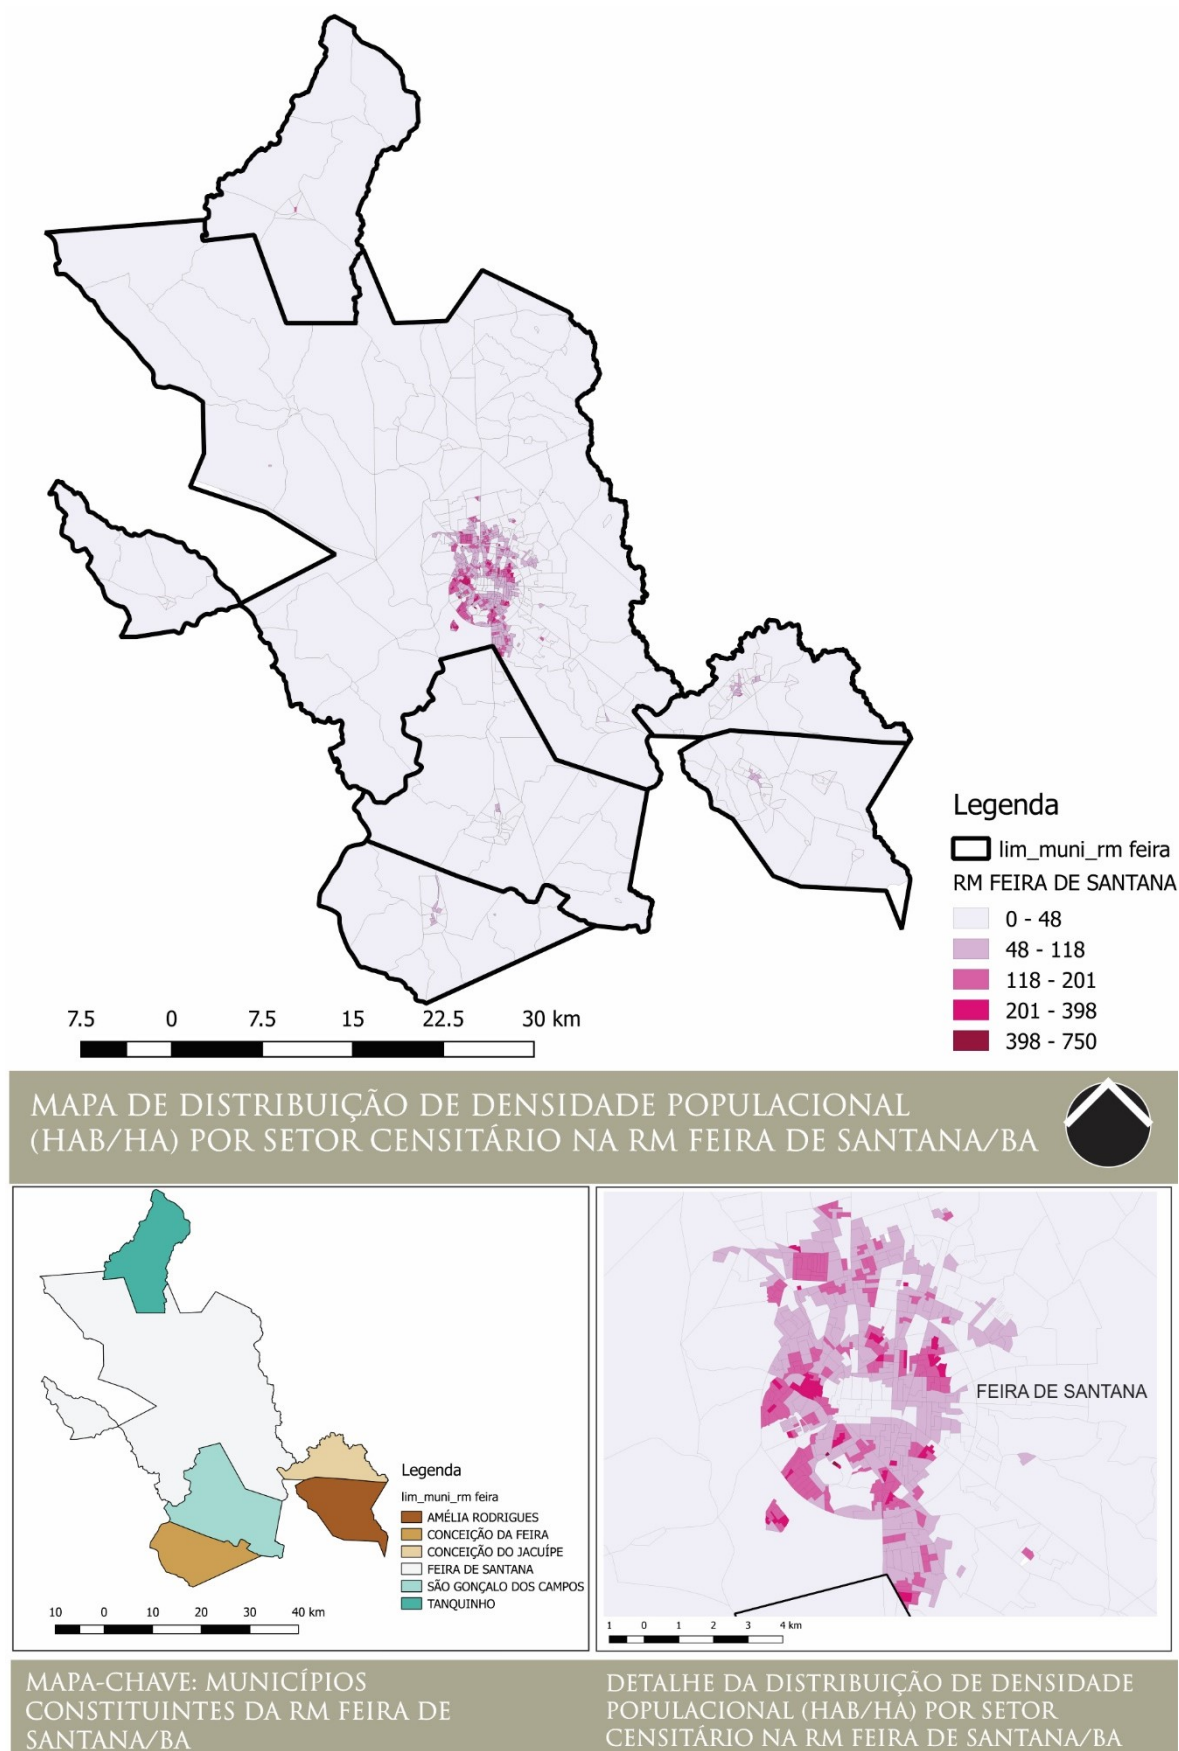 Legenda
lim_muni_rm feira
RM FEIRA DE SANTANA
0 - 48
48 - 118
118 - 201
201 - 398
398 - 750
7.5 0 7.5 15 22.5 30 km
MAPA DE DISTRIBUIÇÃO DE DENSIDADE POPULACIONAL
(HAB/HA) POR SETOR CENSITÁRIO NA RM FEIRA DE SANTANA/BA
Legenda
lim_muni_rm feira
AMÉLIA RODRIGUES
CONCEIÇÃO DA FEIRA
CONCEIÇÃO DO JACUÍPE
FEIRA DE SANTANA
SÃO GONÇALO DOS CAMPOS
TANQUINHO
10 0 10 20 30 40 km
FEIRA DE SANTANA
1 0 1 2 3 4 km
MAPA-CHAVE: MUNICÍPIOS
CONSTITUINTES DA RM FEIRA DE
SANTANA/BA
DETALHE DA DISTRIBUIÇÃO DE DENSIDADE
POPULACIONAL (HAB/HA) POR SETOR
CENSITÁRIO NA RM FEIRA DE SANTANA/BA